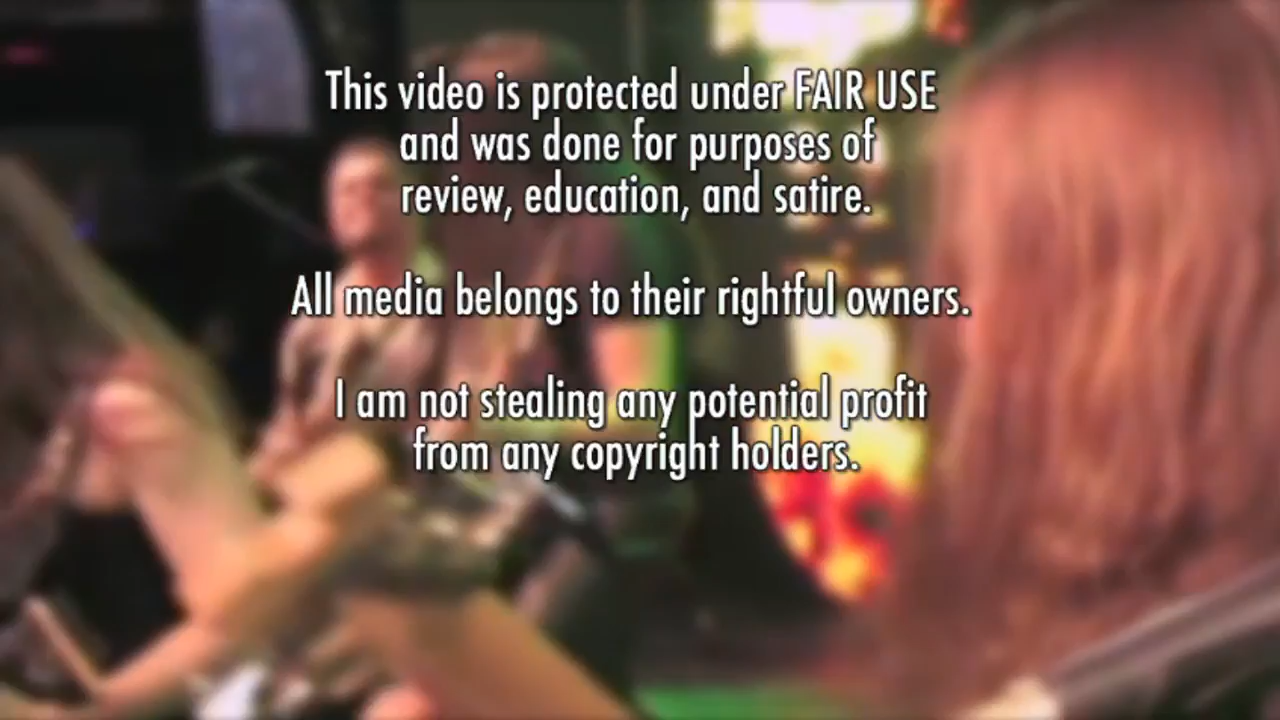 This video is protected under FAIR USE
and was done for purposes of
review, education, and satire.
All media belongs to their rightful owners.
I am not stealing any potential profit
from any copyright holders.